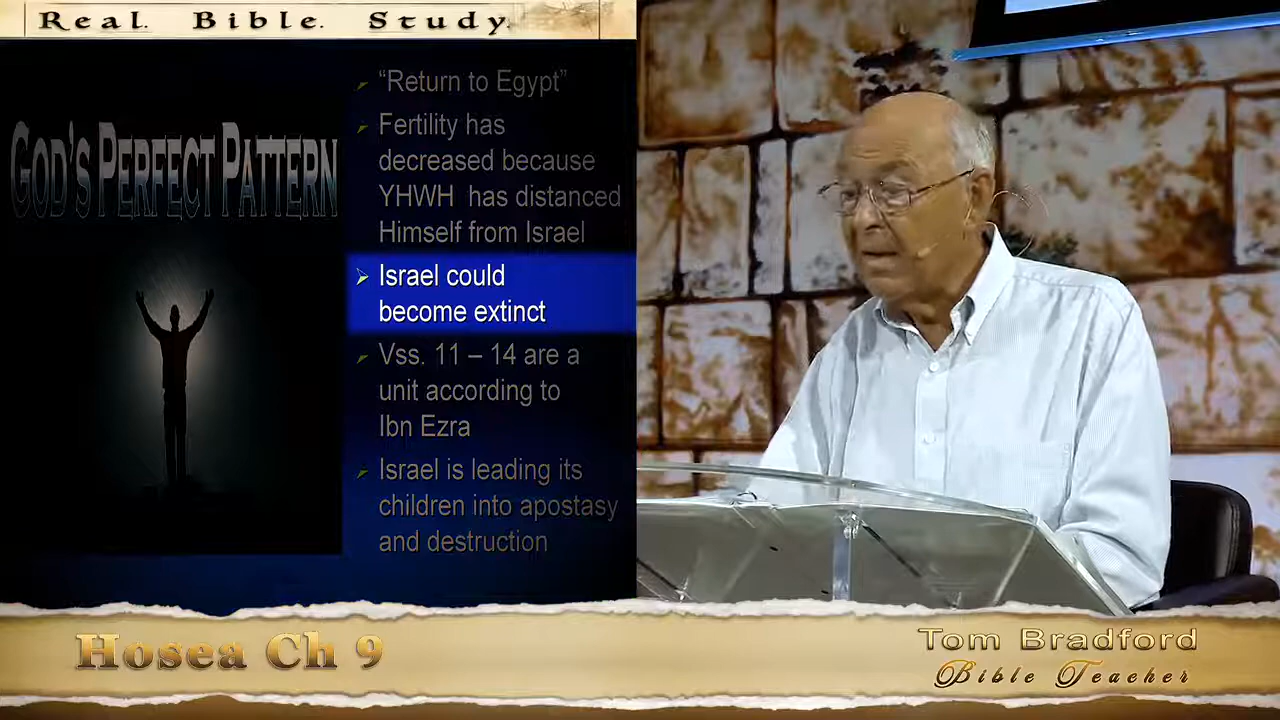 Real. Bible. Study.
GOD'S PERFECT PATTERN
"Return to Egypt"
Fertility has
decreased because
YHWH has distanced
Himself from Israel
Israel could
become extinct
Vss. 11 – 14 are a
unit according to
Ibn Ezra
Israel is leading its
children into apostasy
and destruction
Hosea Ch 9
Tom Bradford
Bible Teacher